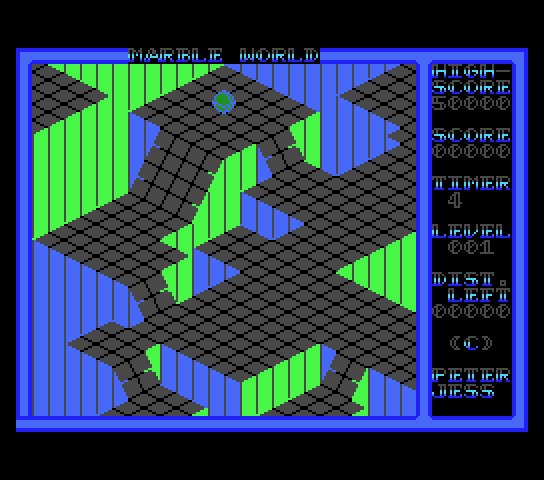 MARBLE WORLD
HIGH-
SCORE
50000
SCORE
00000
TIMER
4
LEVEL
001
DIST.
LEFT
00000
(C)
PETER
JESS